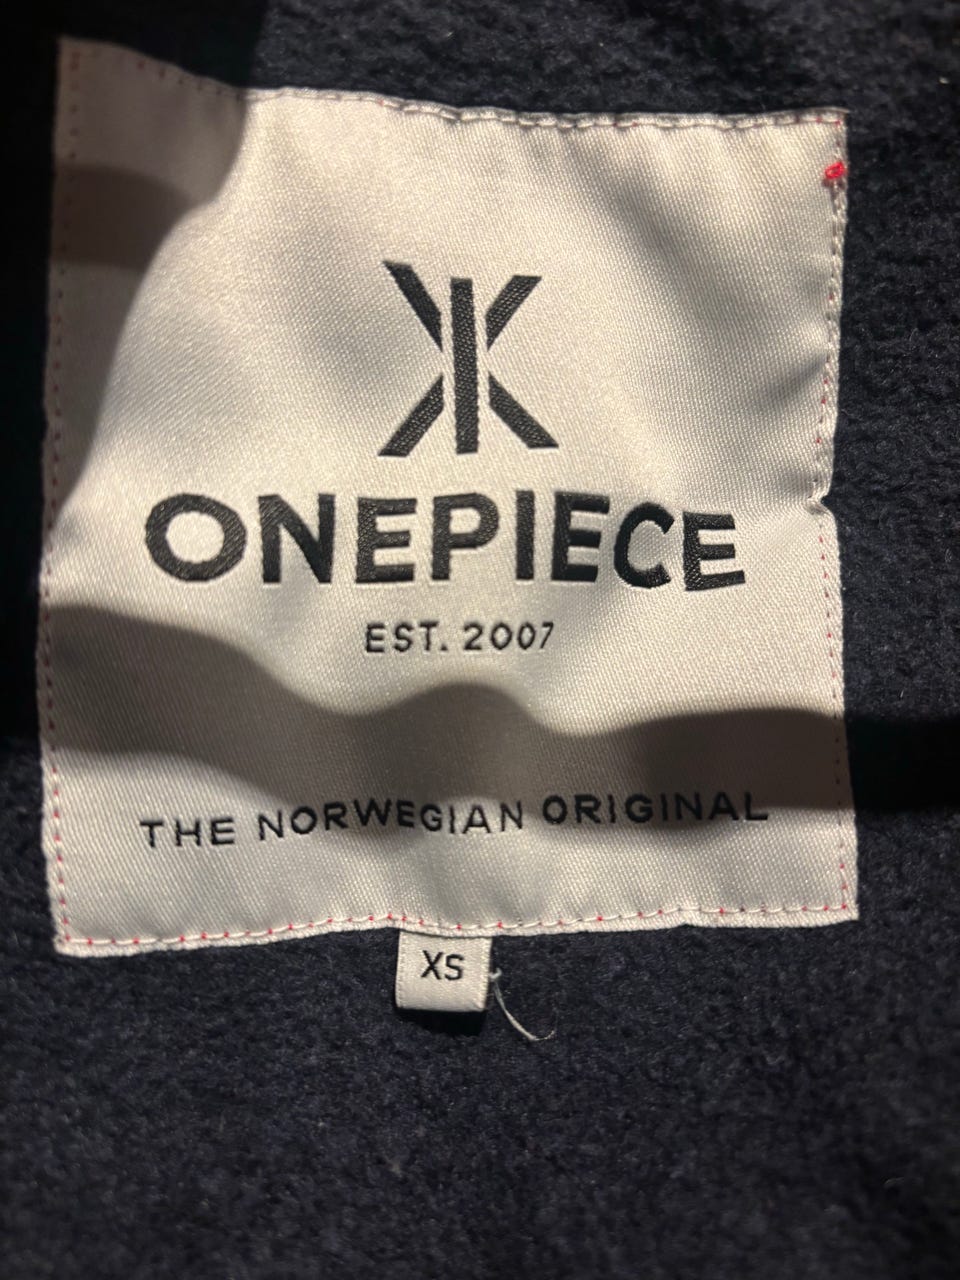 ONEPIECE
EST. 2007
THE NORWEGIAN ORIGINAL
XS